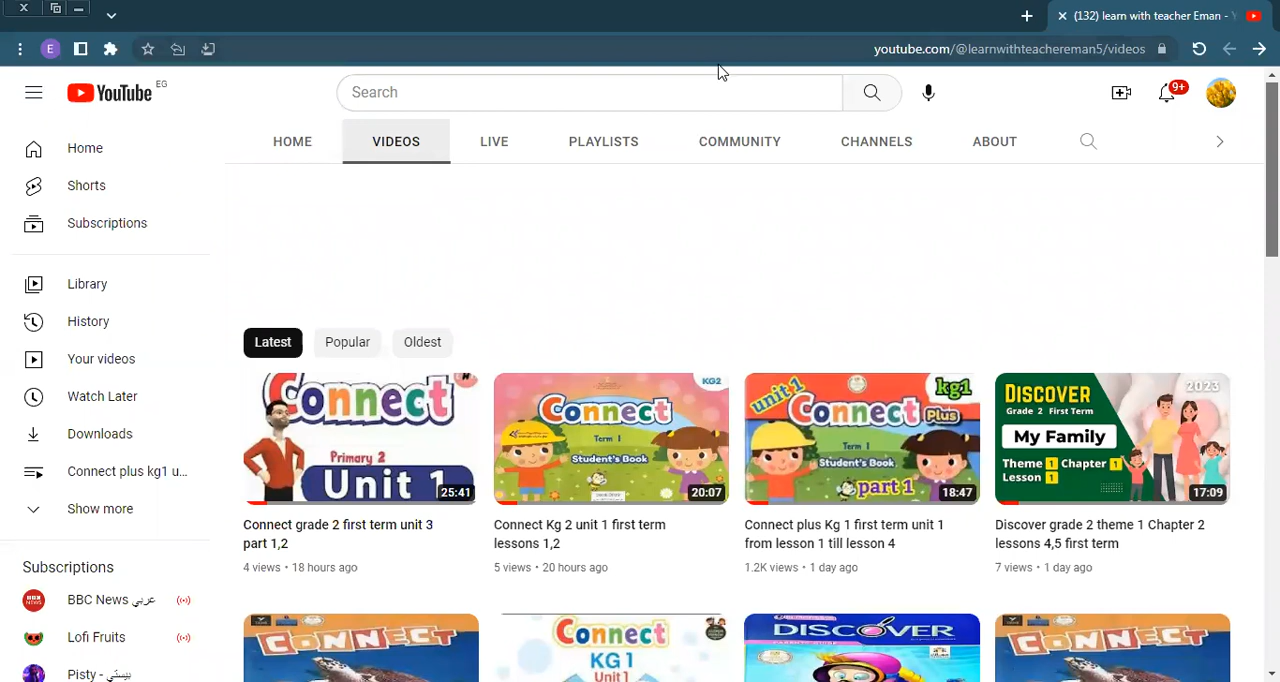 (132) learn with teacher Eman -
E
youtube.com/@learnwithteachereman5/videos
YouTube EG
Search
9+
HOME
VIDEOS
LIVE
PLAYLISTS
COMMUNITY
CHANNELS
ABOUT
Home
Shorts
Subscriptions
Library
History
Your videos
Watch Later
Downloads
Connect plus kg1 u...
Show more
Subscriptions
BBC News عربي
Lofi Fruits
Pisty - بيستي
Latest
Popular
Oldest
Connect
Primary 2
Unit 1
25:41
Connect grade 2 first term unit 3
part 1,2
4 views • 18 hours ago
KG2
Connect
Term 1
Student's Book
20:07
Connect Kg 2 unit 1 first term
lessons 1,2
5 views • 20 hours ago
unit 1
kg1
Connect
Plus
Term 1
Student's Book
part 1
18:47
Connect plus Kg 1 first term unit 1
from lesson 1 till lesson 4
1.2K views • 1 day ago
DISCOVER
2023
Grade 2 First Term
My Family
Theme 1 Chapter 1
Lesson 1
17:09
Discover grade 2 theme 1 Chapter 2
lessons 4,5 first term
7 views • 1 day ago
CONNECT
Connect
KG 1
Unit 1
DISCOVER
CONNECT